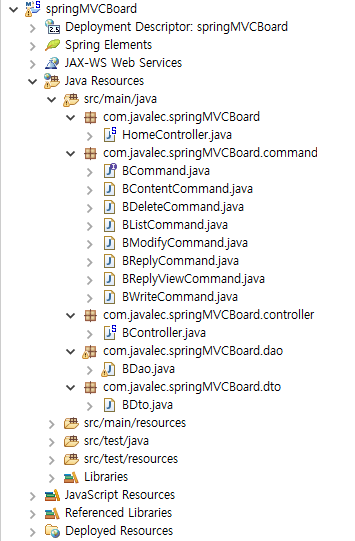 springMVCBoard
Deployment Descriptor: springMVCBoard
Spring Elements
JAX-WS Web Services
Java Resources
src/main/java
com.javalec.springMVCBoard
HomeController.java
com.javalec.springMVCBoard.command
BCommand.java
BContentCommand.java
BDeleteCommand.java
BListCommand.java
BModifyCommand.java
BReplyCommand.java
BReplyViewCommand.java
BWriteCommand.java
com.javalec.springMVCBoard.controller
BController.java
com.javalec.springMVCBoard.dao
BDao.java
com.javalec.springMVCBoard.dto
BDto.java
src/main/resources
src/test/java
src/test/resources
Libraries
JavaScript Resources
Referenced Libraries
Deployed Resources